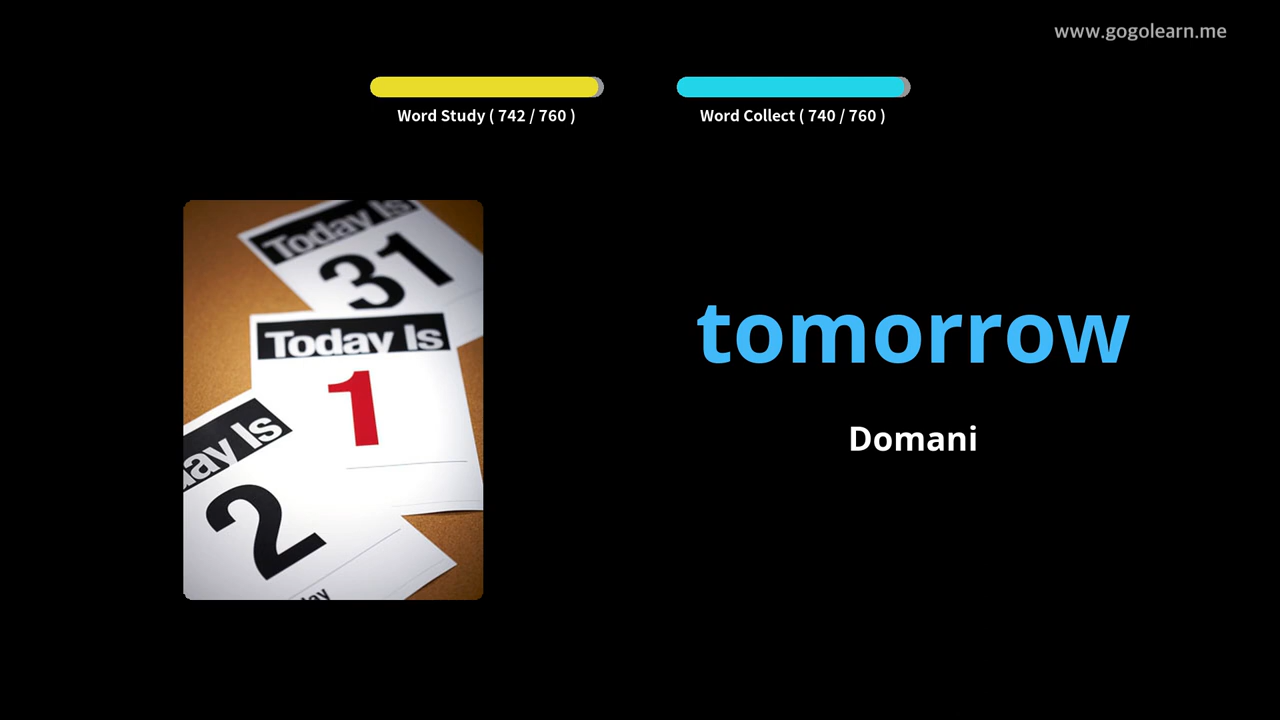 www.gogolearn.me
Word Study ( 742 / 760 )
Word Collect ( 740 / 760 )
Today Is
31
Today Is
1
day Is
2
tomorrow
Domani